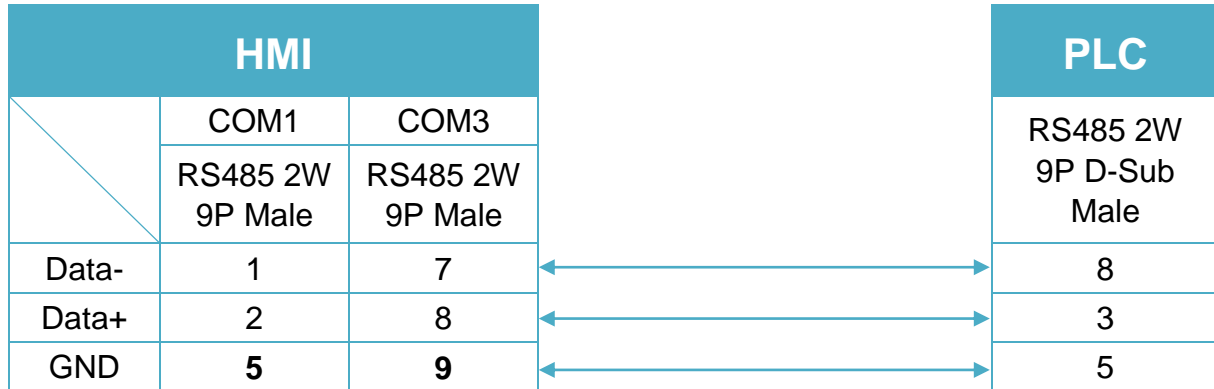 HMI PLC
COM1 COM3 RS485 2W
RS485 2W RS485 2W 9P D-Sub
9P Male 9P Male Male
Data- 1 7 8
Data+ 2 8 3
GND 5 9 5